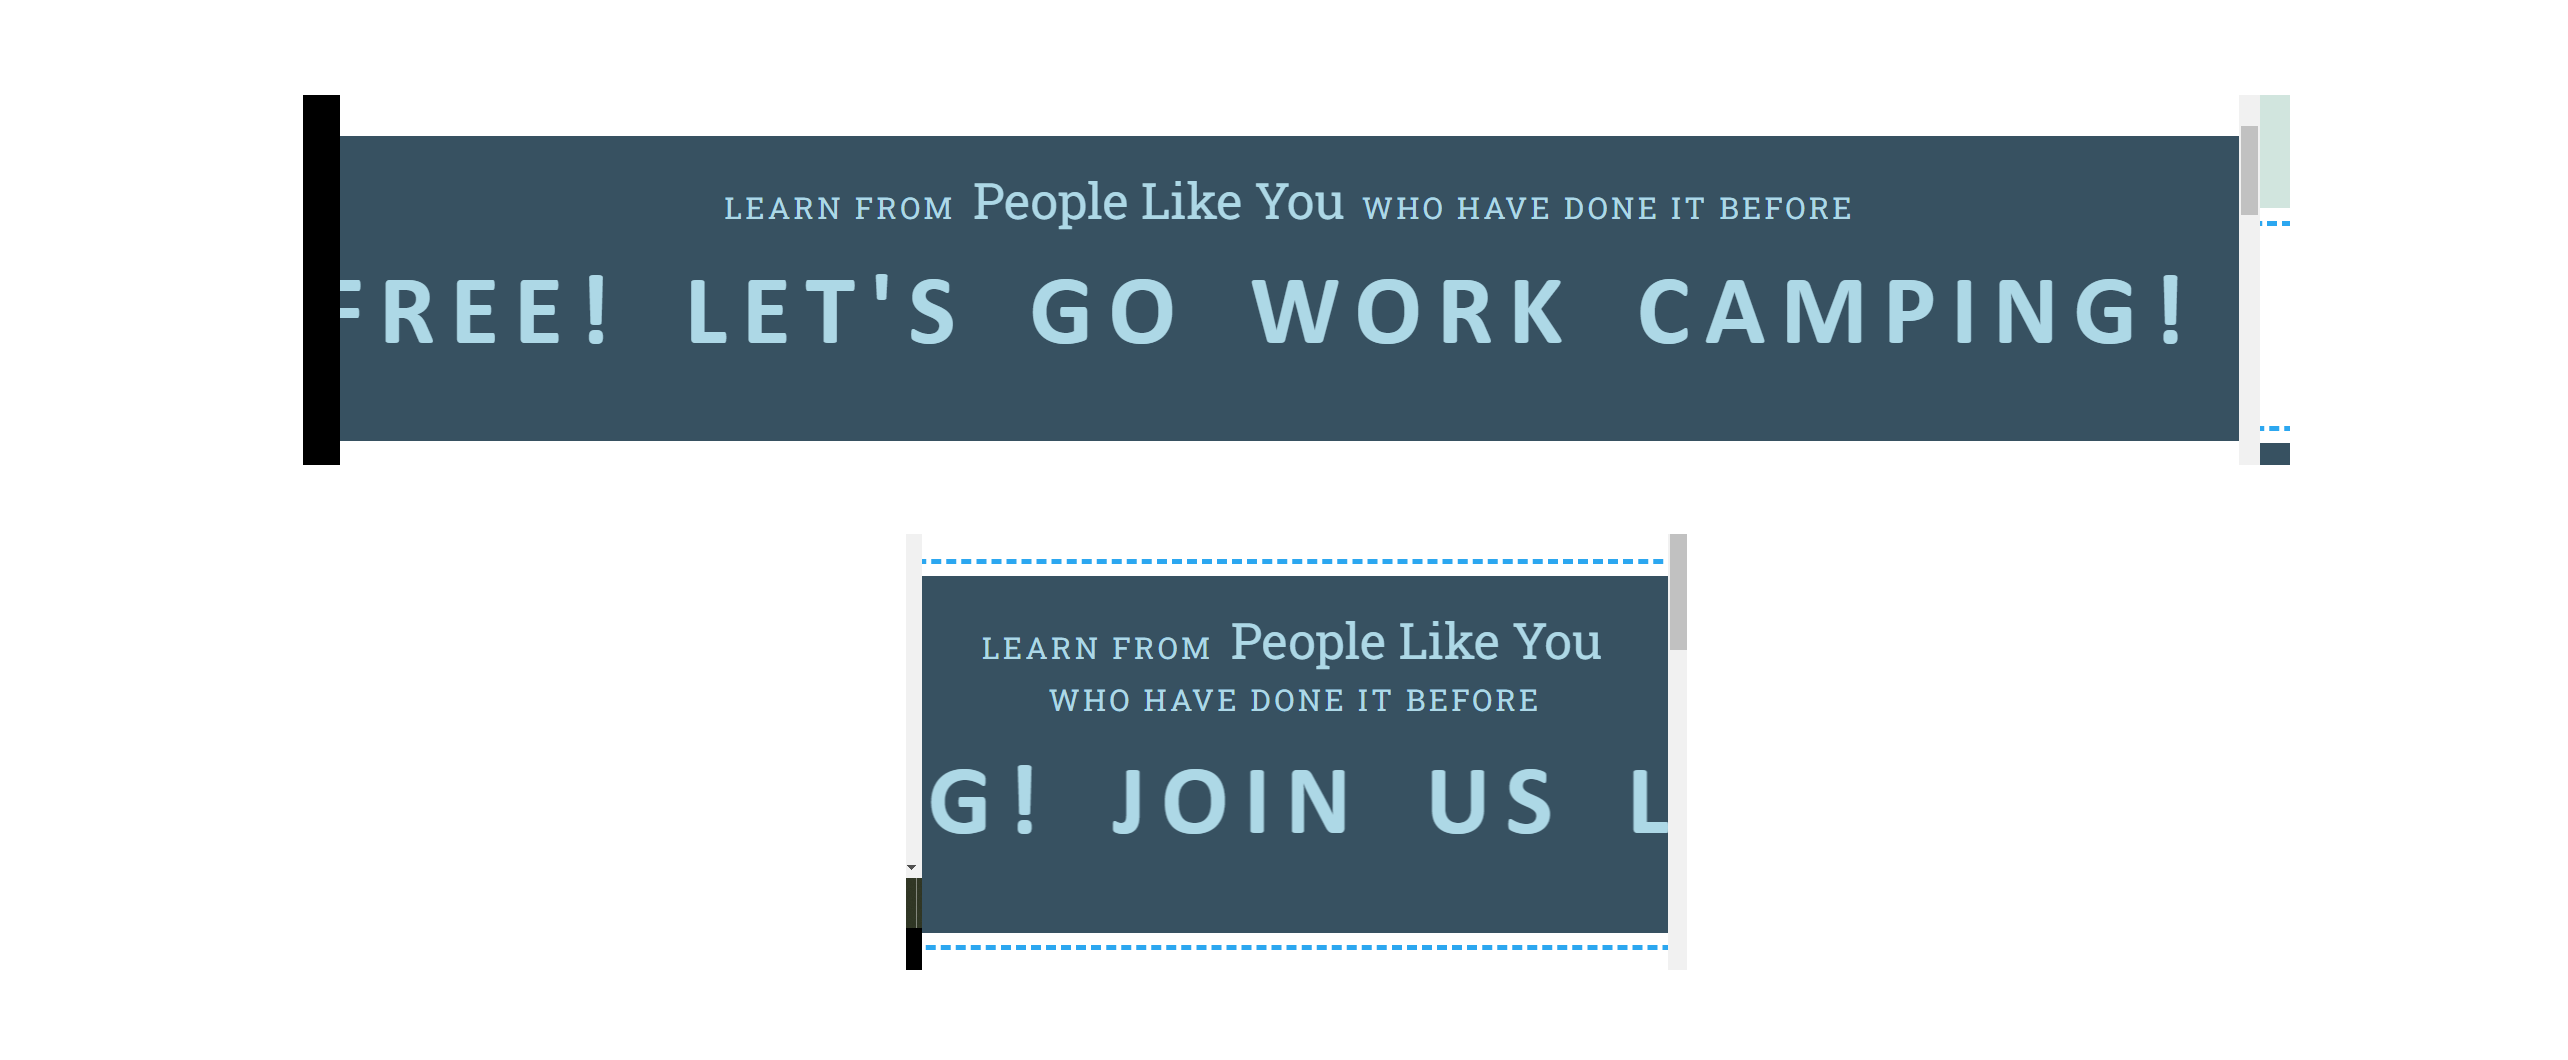 LEARN FROM People Like You WHO HAVE DONE IT BEFORE
FREE! LET'S GO WORK CAMPING!
LEARN FROM People Like You
WHO HAVE DONE IT BEFORE
G! JOIN US L